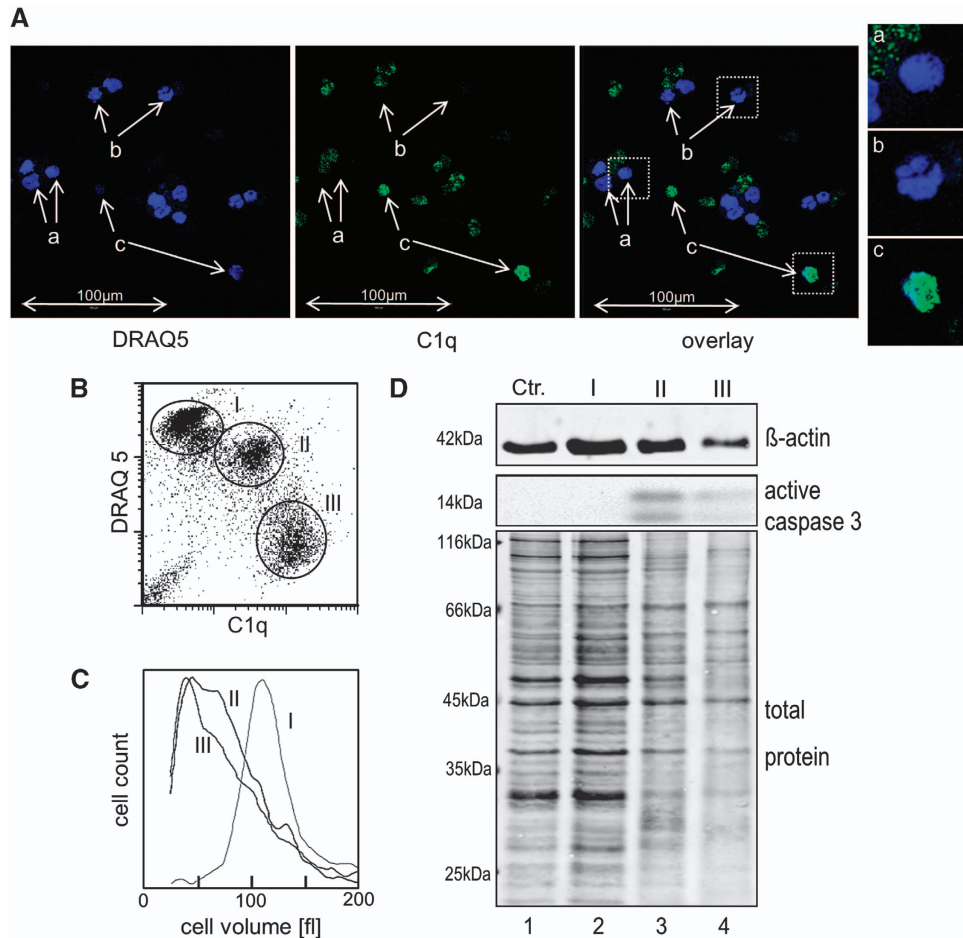 A
b
a
c
100µm
DRAQ5
b
a
c
100µm
C1q
b
a
c
100µm
overlay
a
b
c
B
I
II
III
DRAQ 5
C1q
C
II
I
III
cell count
0 100 200
cell volume [fl]
D
Ctr. I II III
42kDa
ß-actin
14kDa
active
caspase 3
116kDa
66kDa
45kDa
35kDa
25kDa
total
protein
1 2 3 4